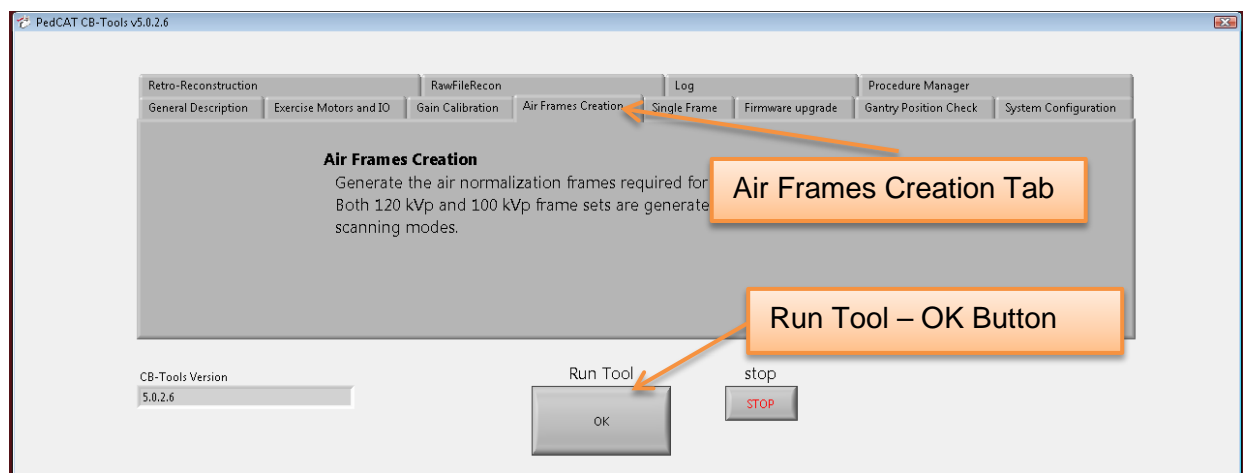 PedCAT CB-Tools v5.0.2.6
Retro-Reconstruction RawFileRecon Log Procedure Manager
General Description Exercise Motors and IO Gain Calibration Air Frames Creation Single Frame Firmware upgrade Gantry Position Check System Configuration
Air Frames Creation
Generate the air normalization frames required for
Both 120 kVp and 100 kVp frame sets are generate
scanning modes.
Air Frames Creation Tab
Run Tool – OK Button
CB-Tools Version
5.0.2.6
Run Tool
OK
stop
STOP